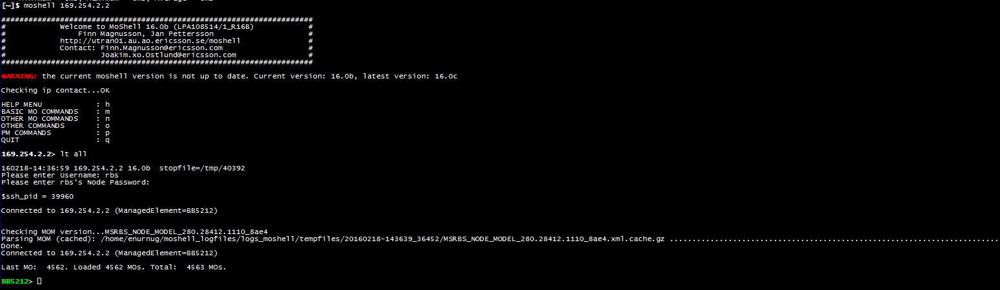 [~]$ moshell 169.254.2.2
#####################################################################
# Welcome to MoShell 16.0b (LPA108514/1_R16B) #
# Finn Magnusson, Jan Pettersson #
# http://utran01.au.ao.ericsson.se/moshell #
# Contact: Finn.Magnusson@ericsson.com #
# Joakim.xo.Ostlund@ericsson.com #
#####################################################################
WARNING: the current moshell version is not up to date. Current version: 16.0b, latest version: 16.0c
Checking ip contact...OK
HELP MENU : h
BASIC MO COMMANDS : m
OTHER MO COMMANDS : n
OTHER COMMANDS : o
PM COMMANDS : p
QUIT : q
169.254.2.2> lt all
160218-14:36:59 169.254.2.2 16.0b stopfile=/tmp/40392
Please enter Username: rbs
Please enter rbs's Node Password:
$ssh_pid = 39960
Connected to 169.254.2.2 (ManagedElement=BB5212)
Checking MOM version...MSRBS_NODE_MODEL_280.28412.1110_8ae4
Parsing MOM (cached): /home/enurnug/moshell_logfiles/logs_moshell/tempfiles/20160218-143639_36452/MSRBS_NODE_MODEL_280.28412.1110_8ae4.xml.cache.gz .........................................................................
Done.
Connected to 169.254.2.2 (ManagedElement=BB5212)
Last MO: 4562. Loaded 4562 MOs. Total: 4563 MOs.
BB5212>